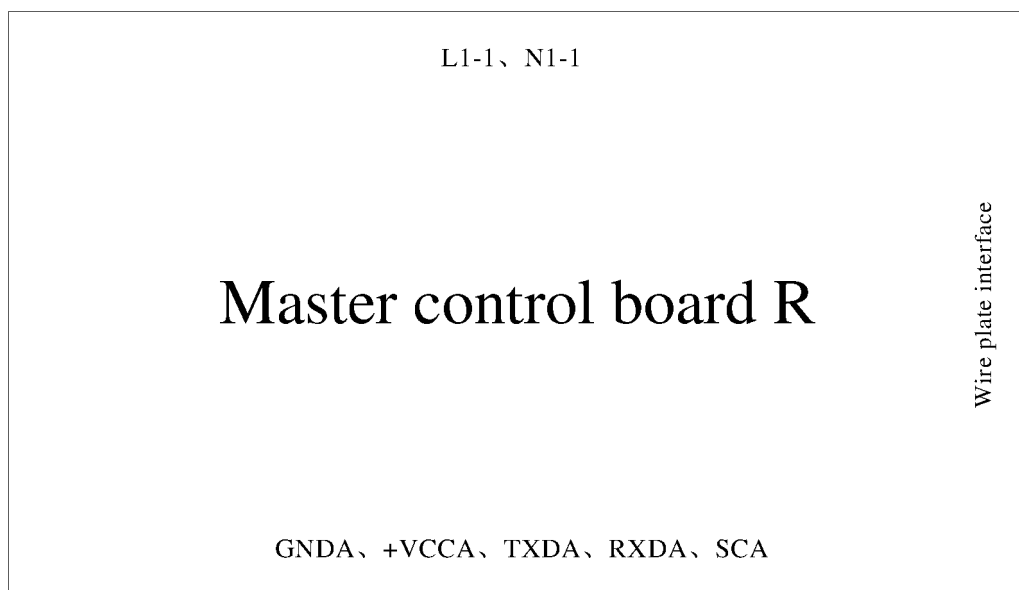 L1-1、N1-1
Wire plate interface
Master control board R
GNDA、+VCCA、TXDA、RXDA、SCA